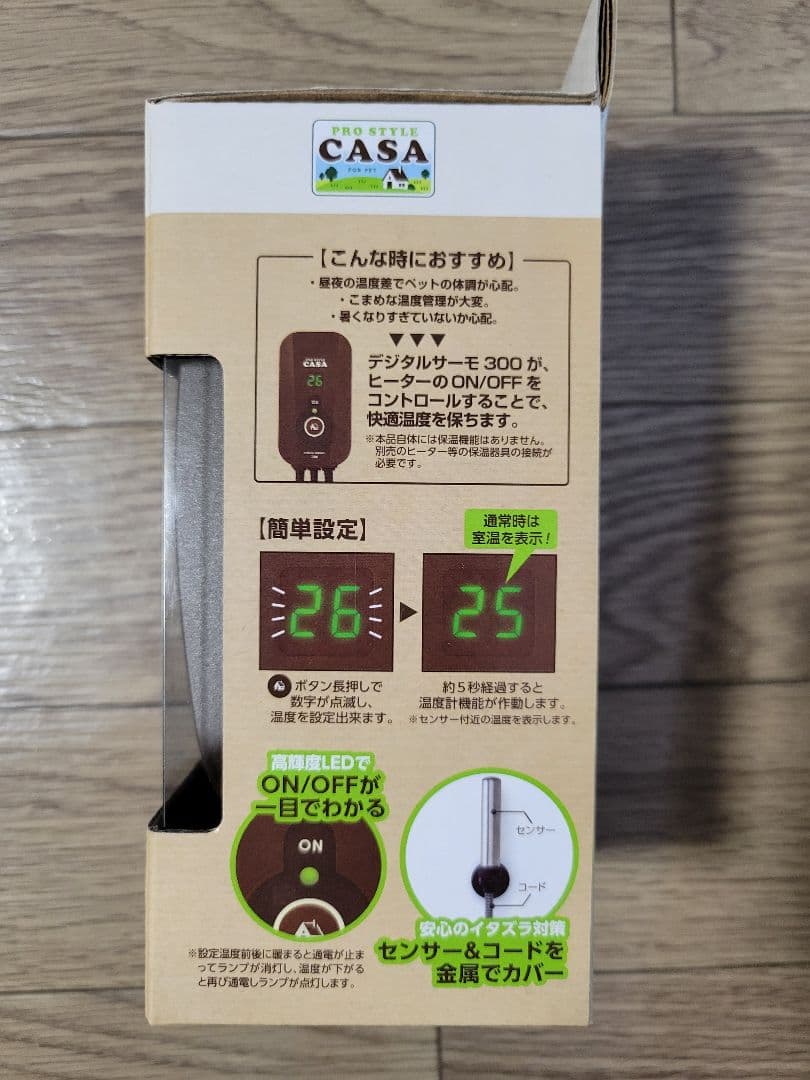 PRO STYLE
CASA
FOR PET
【こんな時におすすめ】
・昼夜の温度差でペットの体調が心配。
・こまめな温度管理が大変。
・暑くなりすぎていないか心配。
▼▼▼
PRO STYLE
CASA
26
デジタルサーモ 300 が、
ヒーターの ON/OFF を
コントロールすることで、
快適温度を保ちます。
※本品自体には保温機能はありません。
別売のヒーター等の保温器具の接続が
必要です。
【簡単設定】
通常時は
室温を表示!
26
▶
25
ボタン長押しで
数字が点滅し、
温度を設定出来ます。
約5秒経過すると
温度計機能が作動します。
※センサー付近の温度を表示します。
高輝度LEDで
ON/OFFが
一目でわかる
ON
※設定温度前後に暖まると通電が止ま
ってランプが消灯し、温度が下がる
と再び通電しランプが点灯します。
センサー
コード
安心のイタズラ対策
センサー&コードを
金属でカバー